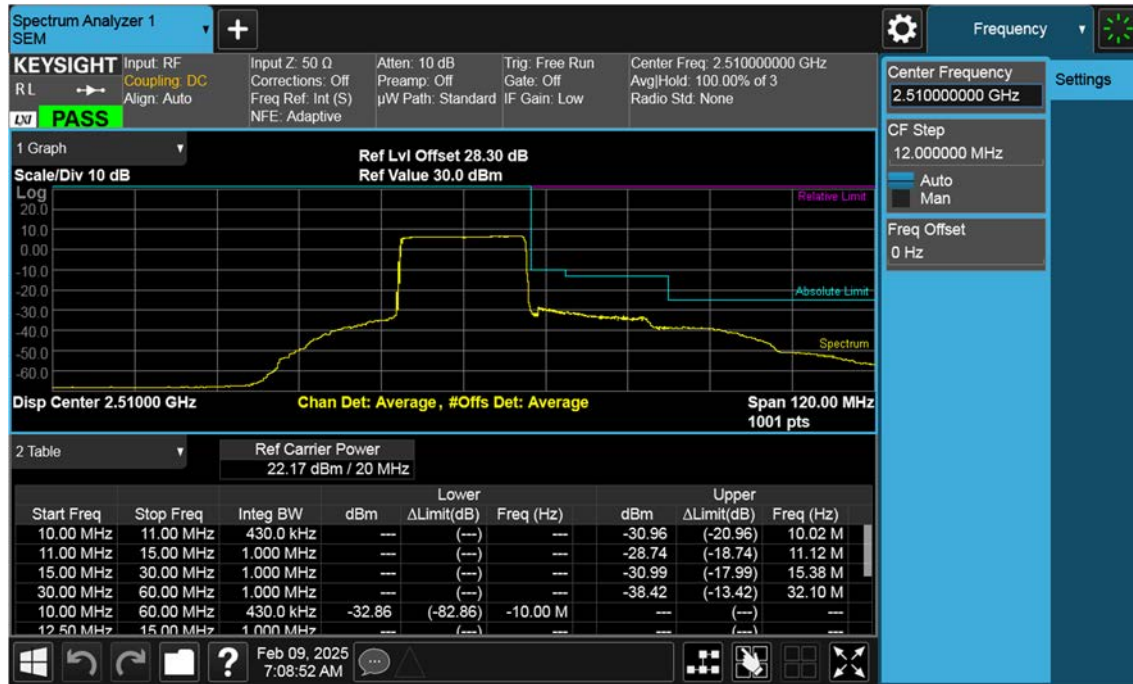 Spectrum Analyzer 1
SEM
Frequency
KEYSIGHT
RL
LXI
PASS
Input: RF
Coupling: DC
Align: Auto
Input Z: 50 Ω
Corrections: Off
Freq Ref: Int (S)
NFE: Adaptive
Atten: 10 dB
Preamp: Off
µW Path: Standard
Trig: Free Run
Gate: Off
IF Gain: Low
Center Freq: 2.510000000 GHz
Avg|Hold: 100.00% of 3
Radio Std: None
Center Frequency
2.510000000 GHz
Settings
CF Step
12.000000 MHz
Auto
Man
Freq Offset
0 Hz
1 Graph
Scale/Div 10 dB
Ref Lvl Offset 28.30 dB
Ref Value 30.0 dBm
Log
20.0
10.0
0.00
-10.0
-20.0
-30.0
-40.0
-50.0
-60.0
Relative Limit
Absolute Limit
Spectrum
Disp Center 2.51000 GHz
Chan Det: Average, #Offs Det: Average
Span 120.00 MHz
1001 pts
2 Table
Ref Carrier Power
22.17 dBm / 20 MHz
Lower Upper
Start Freq Stop Freq Integ BW dBm ΔLimit(dB) Freq (Hz) dBm ΔLimit(dB) Freq (Hz)
10.00 MHz 11.00 MHz 430.0 kHz --- (---) --- -30.96 (-20.96) 10.02 M
11.00 MHz 15.00 MHz 1.000 MHz --- (---) --- -28.74 (-18.74) 11.12 M
15.00 MHz 30.00 MHz 1.000 MHz --- (---) --- -30.99 (-17.99) 15.38 M
30.00 MHz 60.00 MHz 1.000 MHz --- (---) --- -38.42 (-13.42) 32.10 M
10.00 MHz 60.00 MHz 430.0 kHz -32.86 (-82.86) -10.00 M --- (---) ---
12.50 MHz 15.00 MHz 1.000 MHz --- (---) --- --- (---) ---
Feb 09, 2025
7:08:52 AM